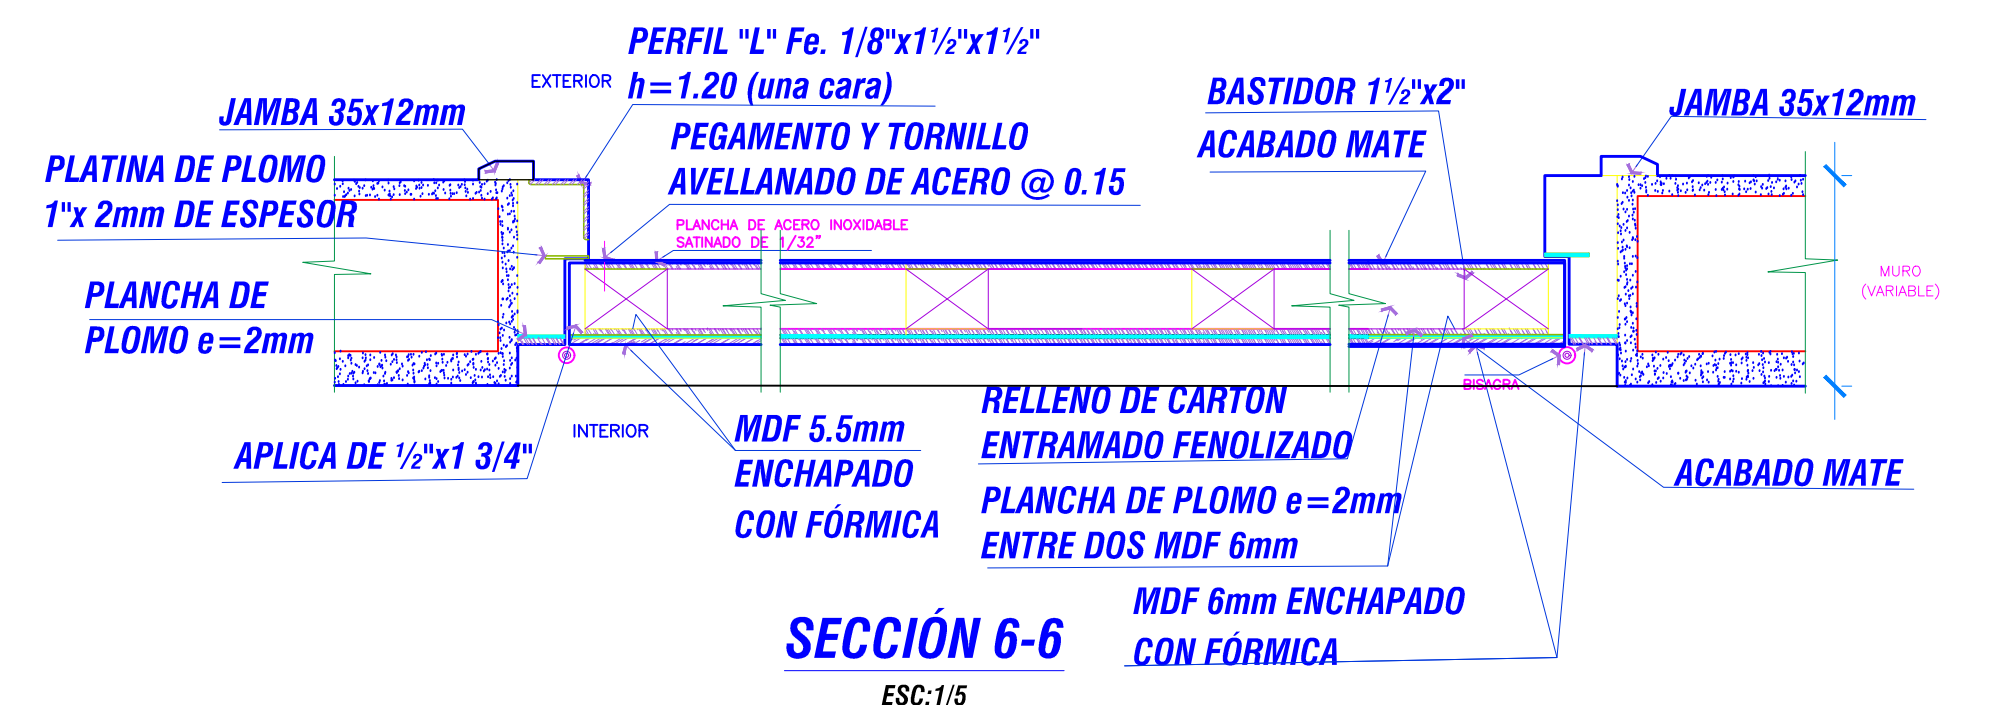 PERFIL "L" Fe. 1/8"x1½"x1½"
h=1.20 (una cara)
EXTERIOR
JAMBA 35x12mm
PLATINA DE PLOMO
1"x 2mm DE ESPESOR
PEGAMENTO Y TORNILLO
AVELLANADO DE ACERO @ 0.15
PLANCHA DE ACERO INOXIDABLE
SATINADO DE 1/32"
BASTIDOR 1½"x2"
ACABADO MATE
JAMBA 35x12mm
MURO
(VARIABLE)
PLANCHA DE
PLOMO e=2mm
BISAGRA
APLICA DE ½"x1 3/4"
INTERIOR
MDF 5.5mm
ENCHAPADO
CON FÓRMICA
RELLENO DE CARTON
ENTRAMADO FENOLIZADO
PLANCHA DE PLOMO e=2mm
ENTRE DOS MDF 6mm
ACABADO MATE
MDF 6mm ENCHAPADO
CON FÓRMICA
SECCIÓN 6-6
ESC:1/5